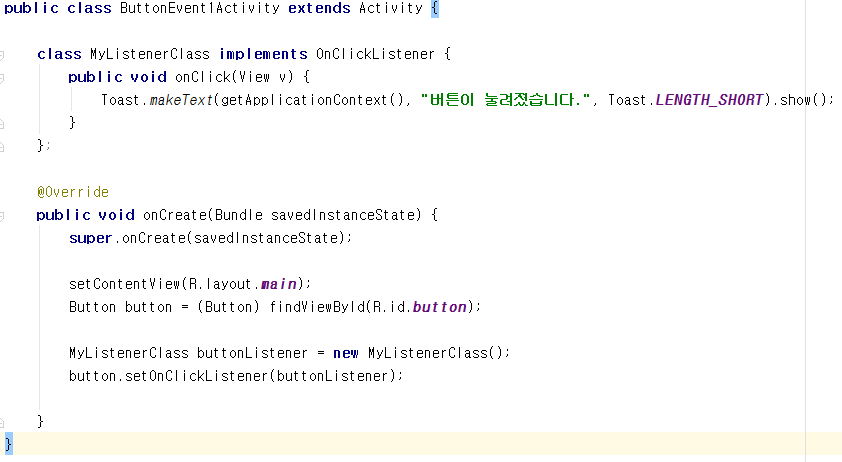 public class ButtonEvent1Activity extends Activity {
class MyListenerClass implements OnClickListener {
public void onClick(View v) {
Toast.makeText(getApplicationContext(), "버튼이 눌려졌습니다.", Toast.LENGTH_SHORT).show();
}
};
@Override
public void onCreate(Bundle savedInstanceState) {
super.onCreate(savedInstanceState);
setContentView(R.layout.main);
Button button = (Button) findViewById(R.id.button);
MyListenerClass buttonListener = new MyListenerClass();
button.setOnClickListener(buttonListener);
}
}